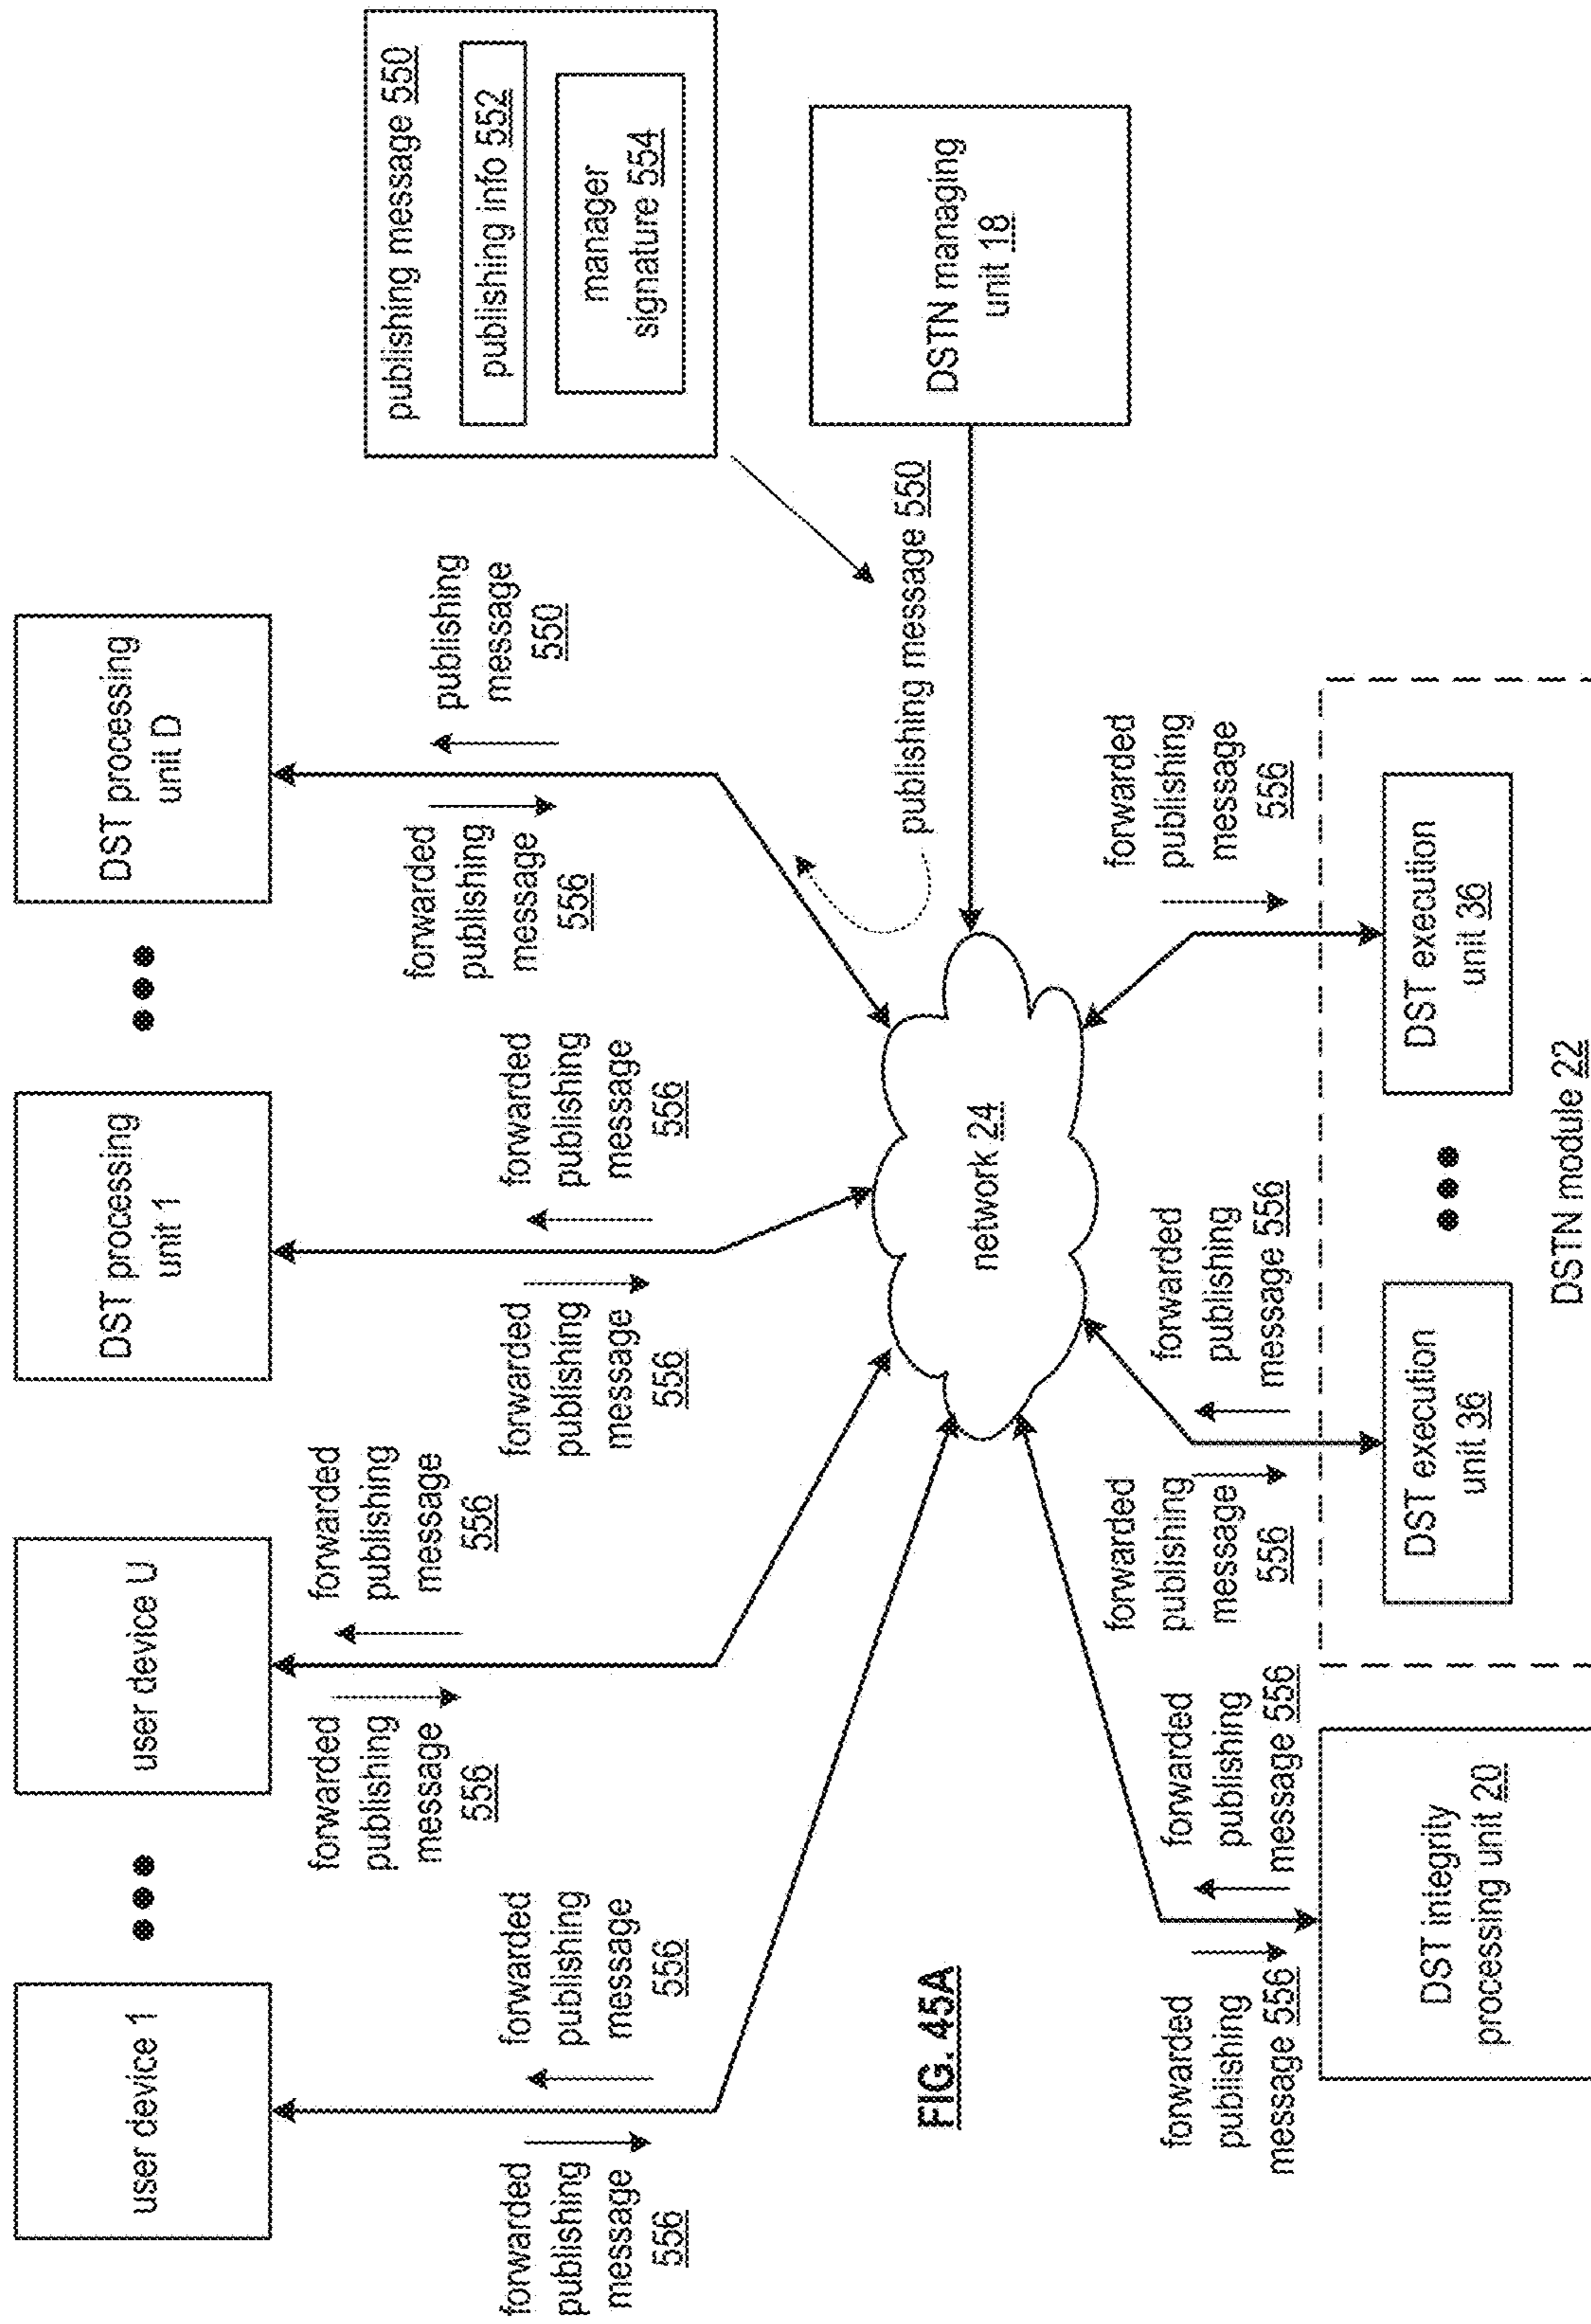 user device 1
user device U
DST processing
unit 1
DST processing
unit D
forwarded
publishing
message
556
forwarded
publishing
message
556
forwarded
publishing
message
556
forwarded
publishing
message
556
forwarded
publishing
message
556
forwarded
publishing
message
556
forwarded
publishing
message
556
publishing
message
550
publishing message 550
publishing info 552
manager
signature 554
publishing message 550
DSTN managing
unit 18
network 24
FIG. 45A
forwarded
publishing
message 556
forwarded
publishing
message 556
forwarded
publishing
message
556
forwarded
publishing
message 556
forwarded
publishing
message
556
DST integrity
processing unit 20
DST execution
unit 36
DST execution
unit 36
DSTN module 22